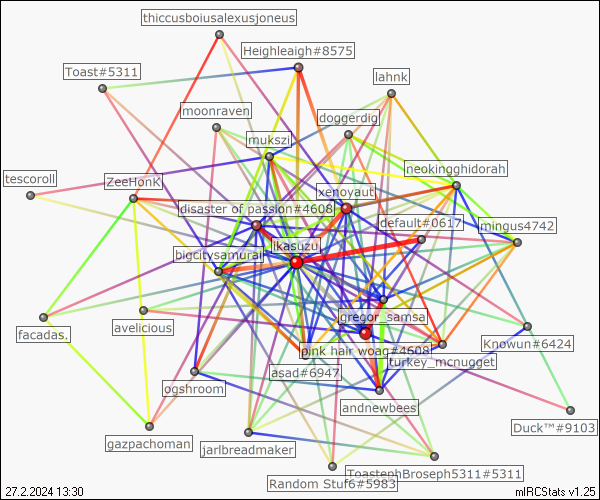 thiccusboiusalexusjoneus
Heighleaigh#8575
Toast#5311
lahnk
moonraven
doggerdig
mukszi
neokingghidorah
tescoroll
ZeeHonK
xenoyaut
disaster of passion#4608
default#0617
mingus4742
likasuzu
bigcitysamurai
gregor_samsa
facadas.
avelicious
Knowun#6424
pink hair woag#4608
turkey_mcnugget
asad#6947
ogshroom
andnewbees
Duck™#9103
gazpachoman
jarlbreadmaker
ToastephBroseph5311#5311
Random Stuf6#5983
27.2.2024 13:30
mIRCStats v1.25